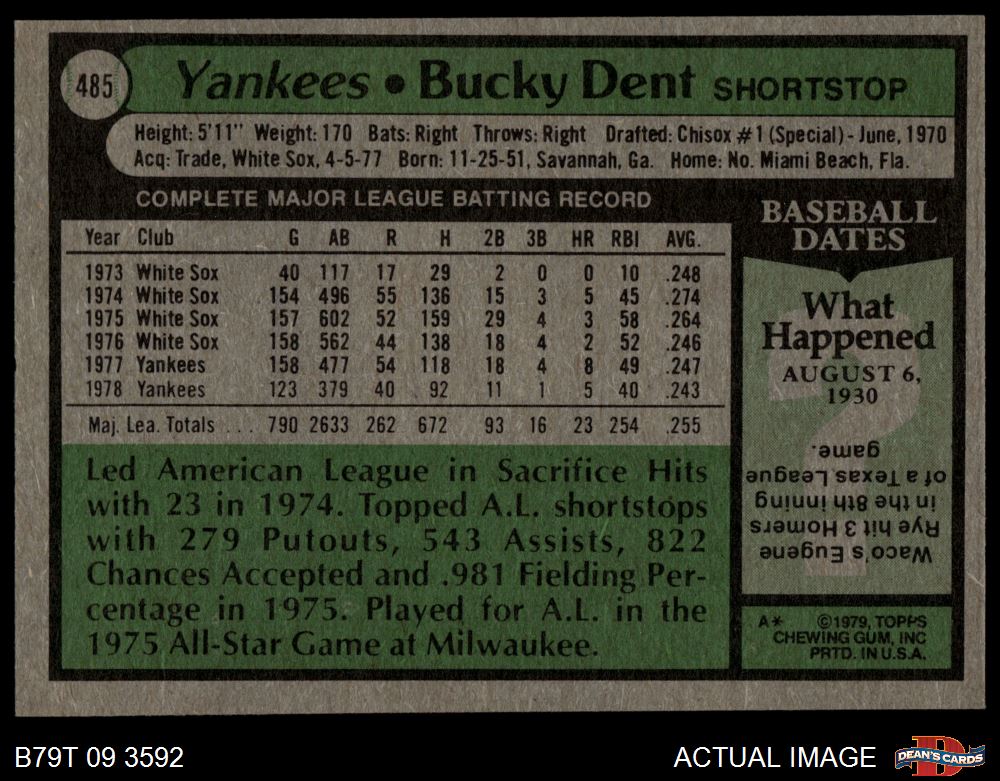 485
Yankees • Bucky Dent SHORTSTOP
Height: 5'11" Weight: 170 Bats: Right Throws: Right Drafted: Chisox #1 (Special) - June, 1970
Acq: Trade, White Sox, 4-5-77 Born: 11-25-51, Savannah, Ga. Home: No. Miami Beach, Fla.
COMPLETE MAJOR LEAGUE BATTING RECORD
Year Club G AB R H 2B 3B HR RBI AVG.
1973 White Sox 40 117 17 29 2 0 0 10 .248
1974 White Sox 154 496 55 136 15 3 5 45 .274
1975 White Sox 157 602 52 159 29 4 3 58 .264
1976 White Sox 158 562 44 138 18 4 2 52 .246
1977 Yankees 158 477 54 118 18 4 8 49 .247
1978 Yankees 123 379 40 92 11 1 5 40 .243
Maj. Lea. Totals . . . 790 2633 262 672 93 16 23 254 .255
Led American League in Sacrifice Hits
with 23 in 1974. Topped A.L. shortstops
with 279 Putouts, 543 Assists, 822
Chances Accepted and .981 Fielding Per-
centage in 1975. Played for A.L. in the
1975 All-Star Game at Milwaukee.
BASEBALL
DATES
What
Happened
AUGUST 6,
1930
?
Waco's Eugene
Rye hit 3 Homers
in the 8th inning
of a Texas League
game.
A* ©1979, TOPPS
CHEWING GUM, INC
PRTD. IN U.S.A.
B79T 09 3592
ACTUAL IMAGE
D
DEAN'S CARDS